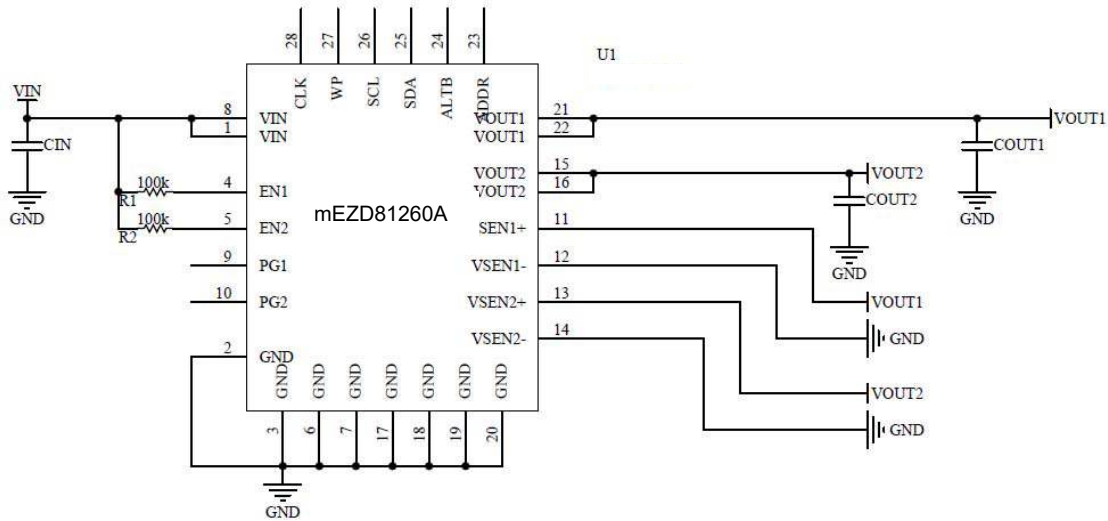 28
27
26
25
24
23
U1
CLK
WP
SCL
SDA
ALTB
ADDR
VIN
8
VIN
1
VIN
CIN
GND
100k
R1
4
EN1
100k
R2
5
EN2
9
PG1
10
PG2
2
GND
mEZD81260A
VOUT1
21
VOUT1
VOUT1
22
COUT1
GND
VOUT2
15
VOUT2
VOUT2
16
COUT2
GND
SEN1+
11
VSEN1-
12
VSEN2+
13
VSEN2-
14
VOUT1
GND
VOUT2
GND
GND
GND
GND
GND
GND
GND
GND
3
6
7
17
18
19
20
GND